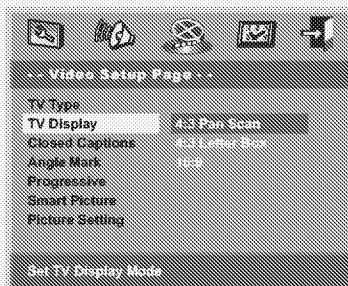 - - Video Setup Page - -
TV Type
TV Display
4:3 Pan Scan
Closed Captions
4:3 Letter Box
Angle Mark
16:9
Progressive
Smart Picture
Picture Setting
Set TV Display Mode